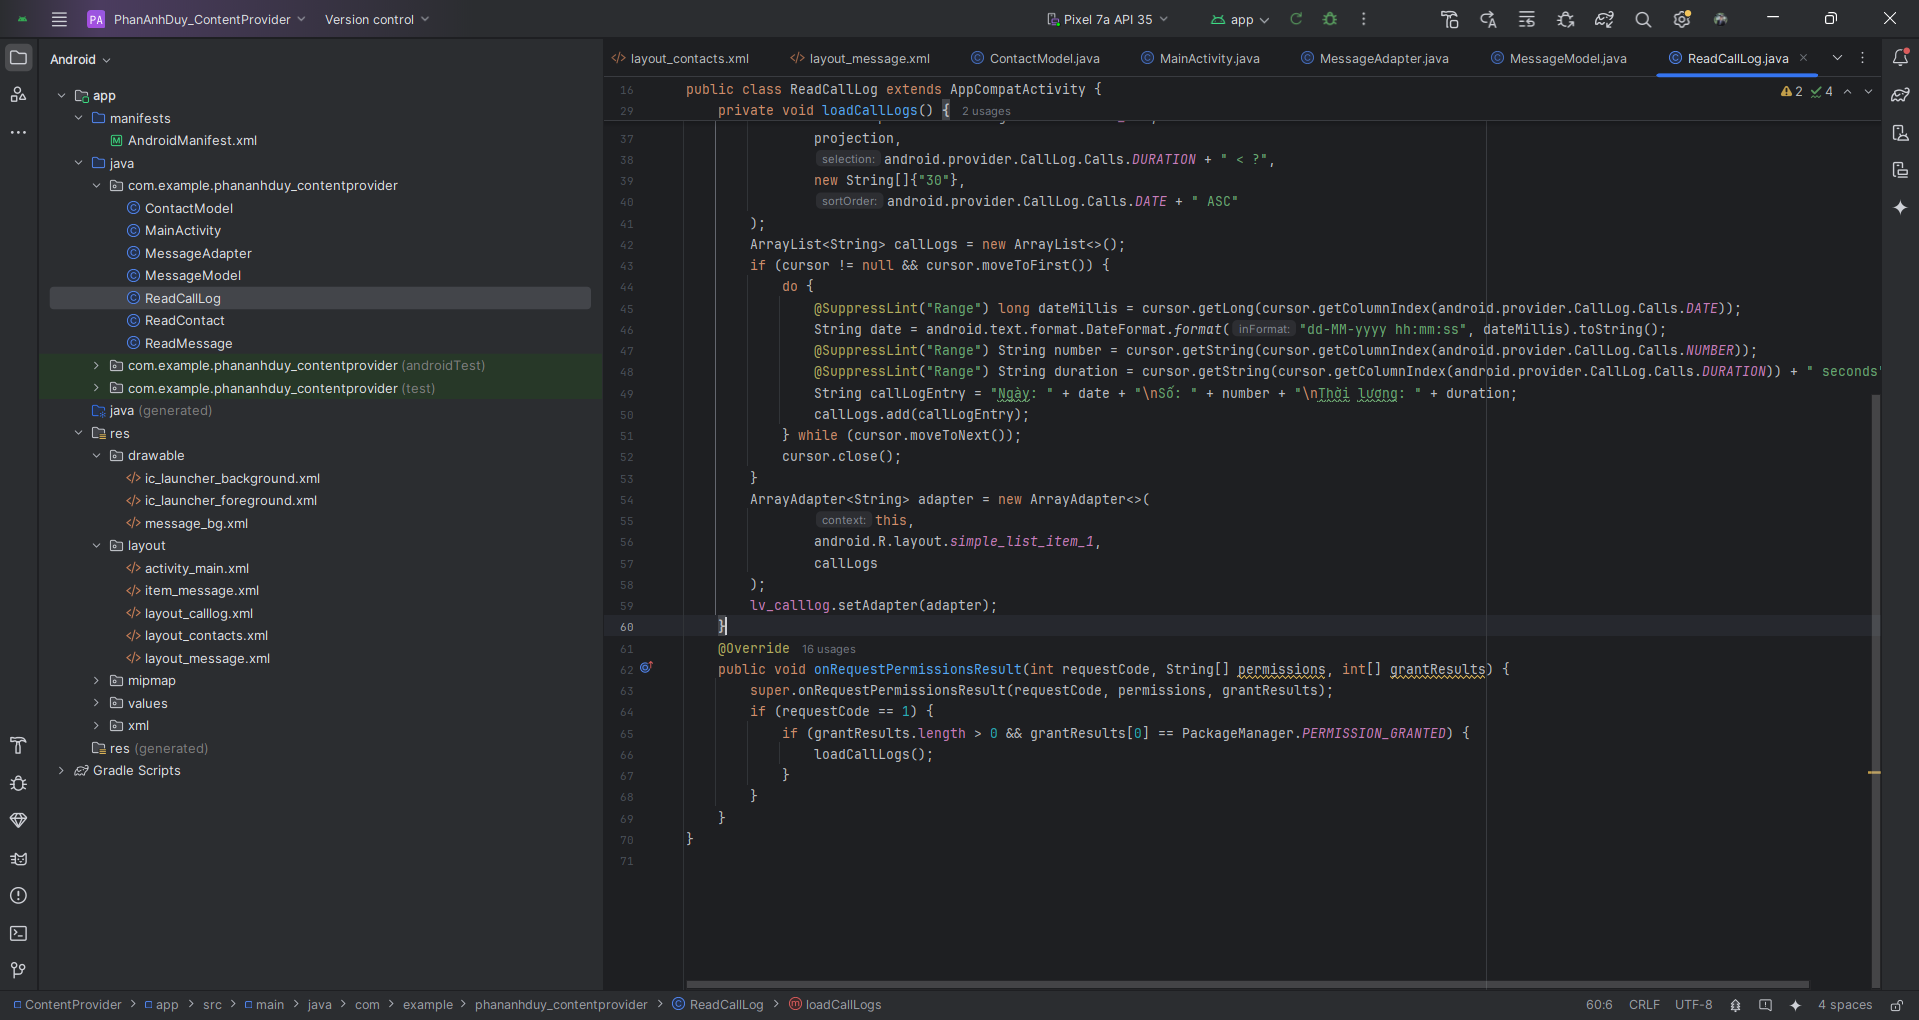 PA PhanAnhDuy_ContentProvider Version control Pixel 7a API 35 app
Android
app
manifests
AndroidManifest.xml
java
com.example.phananhduy_contentprovider
ContactModel
MainActivity
MessageAdapter
MessageModel
ReadCallLog
ReadContact
ReadMessage
com.example.phananhduy_contentprovider (androidTest)
com.example.phananhduy_contentprovider (test)
java (generated)
res
drawable
ic_launcher_background.xml
ic_launcher_foreground.xml
message_bg.xml
layout
activity_main.xml
item_message.xml
layout_calllog.xml
layout_contacts.xml
layout_message.xml
mipmap
values
xml
res (generated)
Gradle Scripts
layout_contacts.xml layout_message.xml ContactModel.java MainActivity.java MessageAdapter.java MessageModel.java ReadCallLog.java
2 4
16 public class ReadCallLog extends AppCompatActivity {
29 private void loadCallLogs() { 2 usages
37 projection,
38 selection: android.provider.CallLog.Calls.DURATION + " < ?",
39 new String[]{"30"},
40 sortOrder: android.provider.CallLog.Calls.DATE + " ASC"
41 );
42 ArrayList<String> callLogs = new ArrayList<>();
43 if (cursor != null && cursor.moveToFirst()) {
44 do {
45 @SuppressLint("Range") long dateMillis = cursor.getLong(cursor.getColumnIndex(android.provider.CallLog.Calls.DATE));
46 String date = android.text.format.DateFormat.format( inFormat: "dd-MM-yyyy hh:mm:ss", dateMillis).toString();
47 @SuppressLint("Range") String number = cursor.getString(cursor.getColumnIndex(android.provider.CallLog.Calls.NUMBER));
48 @SuppressLint("Range") String duration = cursor.getString(cursor.getColumnIndex(android.provider.CallLog.Calls.DURATION)) + " seconds"
49 String callLogEntry = "Ngày: " + date + "\nSố: " + number + "\nThời lượng: " + duration;
50 callLogs.add(callLogEntry);
51 } while (cursor.moveToNext());
52 cursor.close();
53 }
54 ArrayAdapter<String> adapter = new ArrayAdapter<>(
55 context: this,
56 android.R.layout.simple_list_item_1,
57 callLogs
58 );
59 lv_calllog.setAdapter(adapter);
60 }
61 @Override 16 usages
62 public void onRequestPermissionsResult(int requestCode, String[] permissions, int[] grantResults) {
63 super.onRequestPermissionsResult(requestCode, permissions, grantResults);
64 if (requestCode == 1) {
65 if (grantResults.length > 0 && grantResults[0] == PackageManager.PERMISSION_GRANTED) {
66 loadCallLogs();
67 }
68 }
69 }
70 }
71
ContentProvider > app > src > main > java > com > example > phananhduy_contentprovider > ReadCallLog > loadCallLogs 60:6 CRLF UTF-8 4 spaces